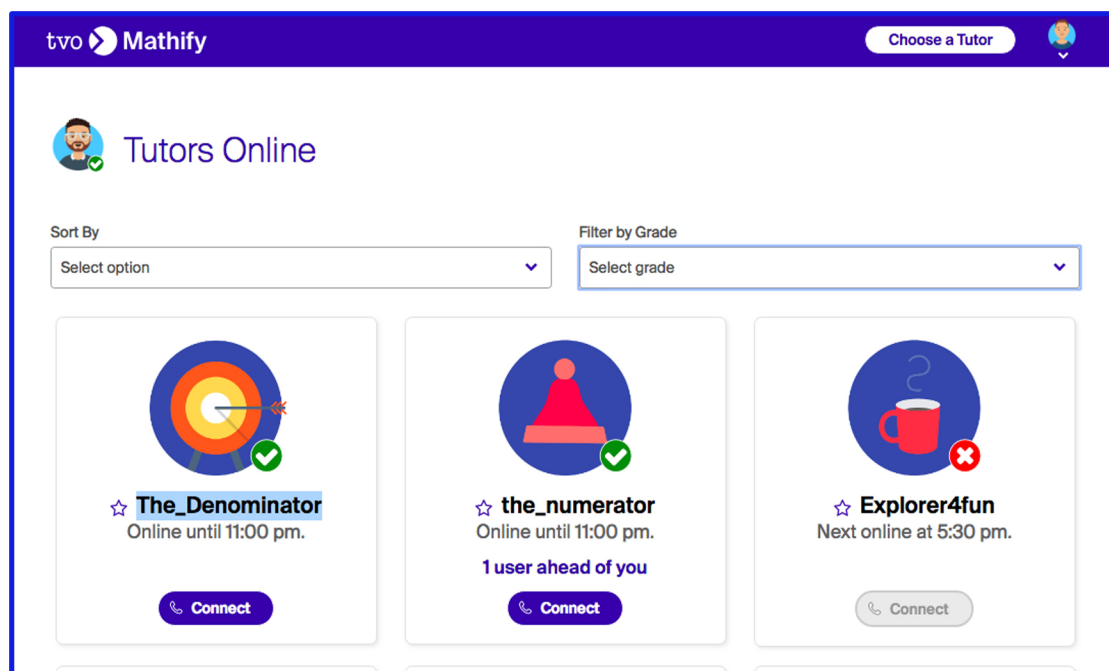 tvo Mathify
Choose a Tutor
Tutors Online
Sort By
Filter by Grade
Select option
Select grade
The_Denominator
Online until 11:00 pm.
Connect
the_numerator
Online until 11:00 pm.
1 user ahead of you
Connect
Explorer4fun
Next online at 5:30 pm.
Connect